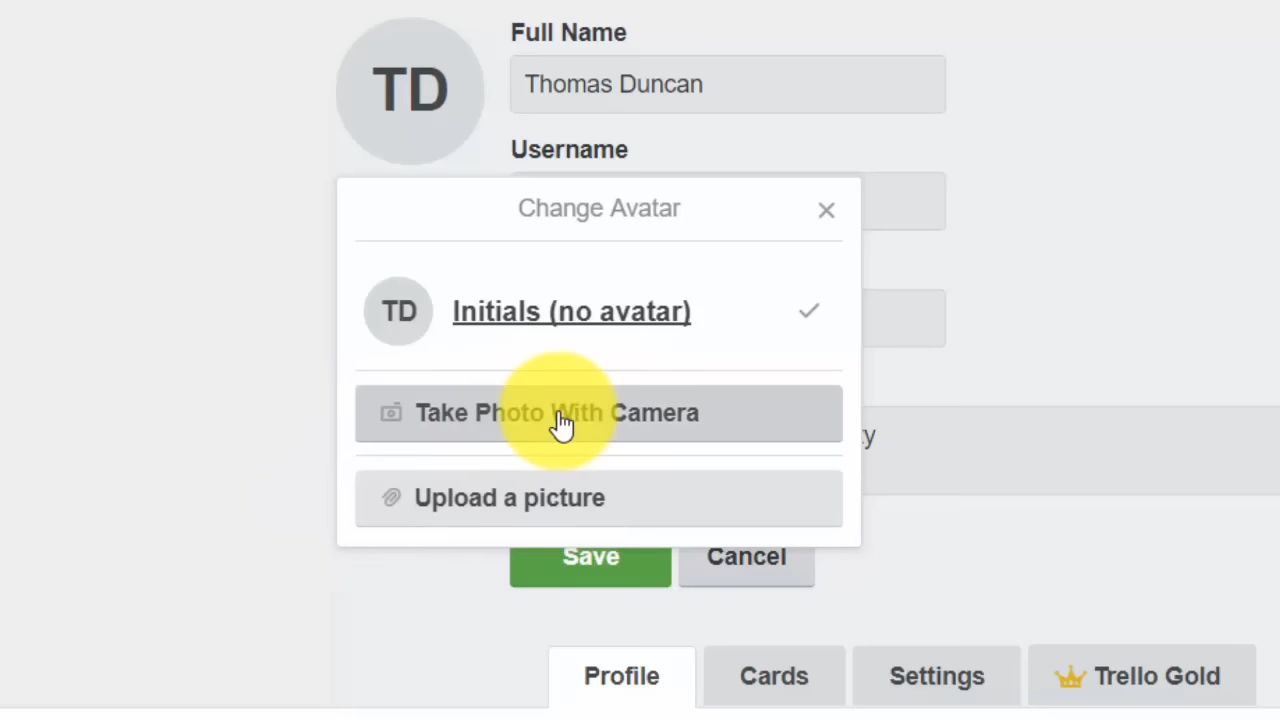 TD
Full Name
Thomas Duncan
Username
Change Avatar
TD
Initials (no avatar)
Take Photo With Camera
Upload a picture
Save
Cancel
Profile
Cards
Settings
Trello Gold